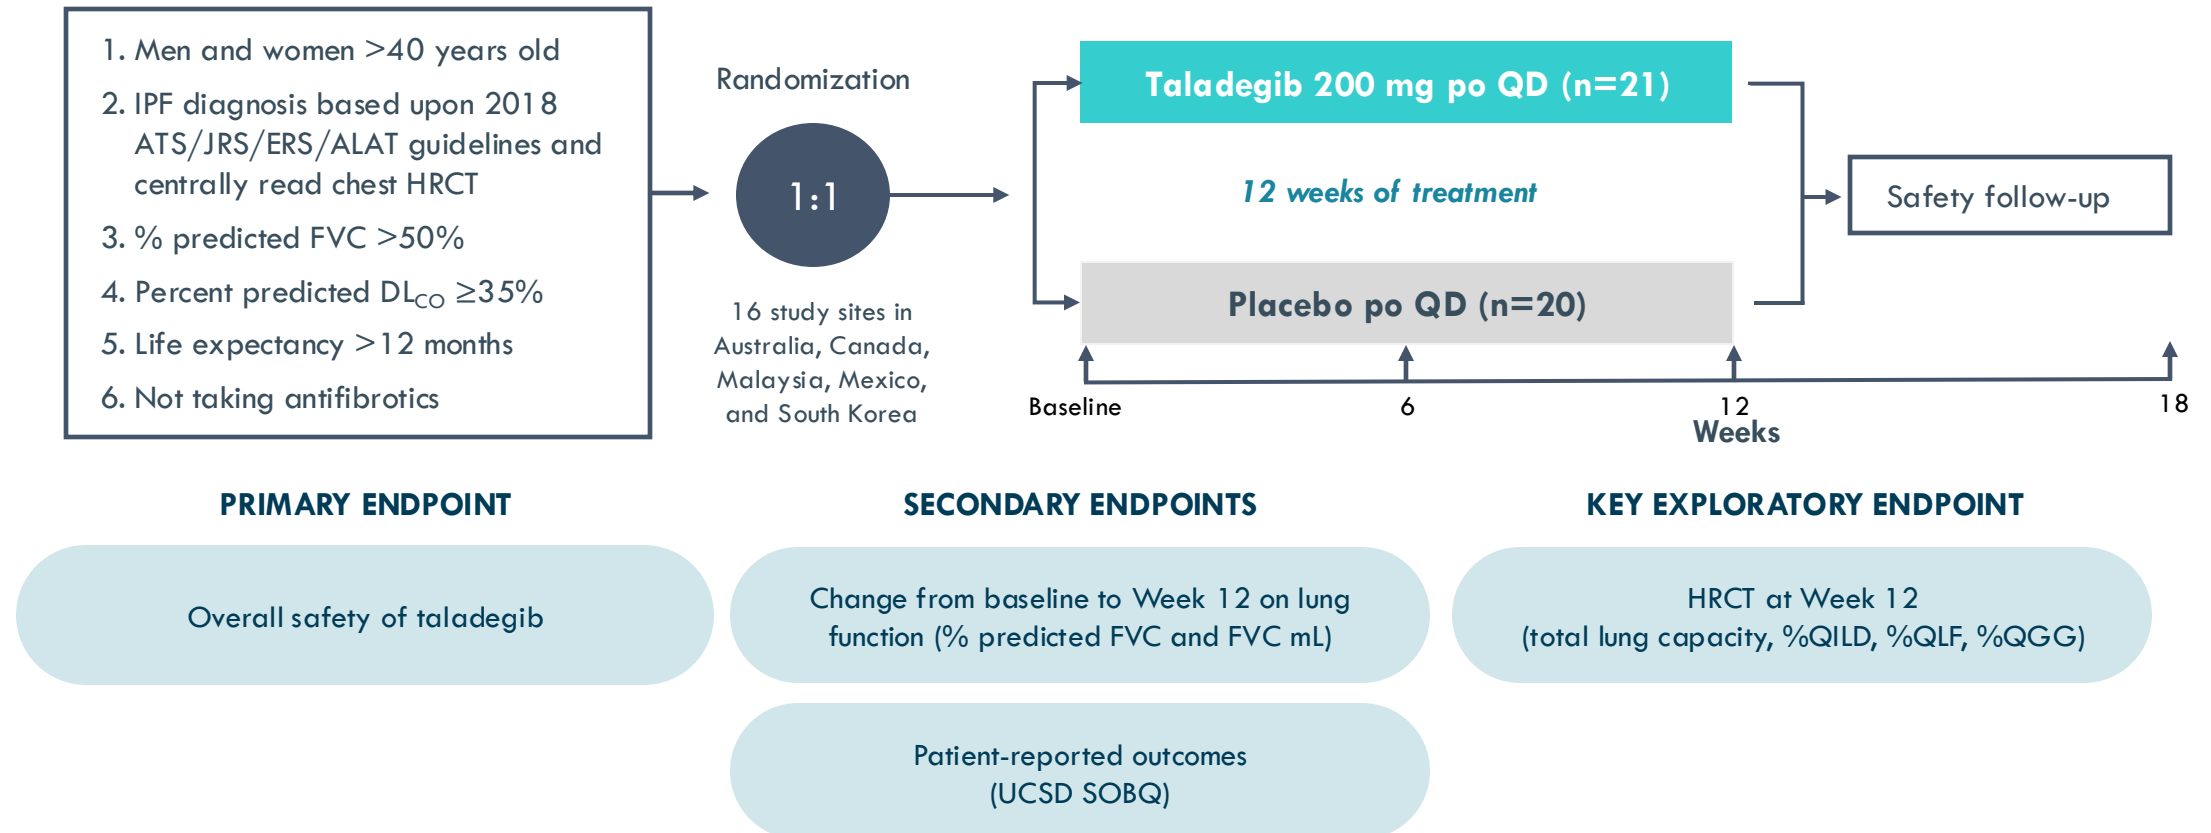 1. Men and women >40 years old
2. IPF diagnosis based upon 2018
ATS/JRS/ERS/ALAT guidelines and
centrally read chest HRCT
3. % predicted FVC >50%
4. Percent predicted DLCO ≥35%
5. Life expectancy >12 months
6. Not taking antifibrotics
Randomization
1:1
16 study sites in
Australia, Canada,
Malaysia, Mexico,
and South Korea
Taladegib 200 mg po QD (n=21)
12 weeks of treatment
Placebo po QD (n=20)
Safety follow-up
Baseline
6
12
18
Weeks
PRIMARY ENDPOINT
Overall safety of taladegib
SECONDARY ENDPOINTS
Change from baseline to Week 12 on lung
function (% predicted FVC and FVC mL)
Patient-reported outcomes
(UCSD SOBQ)
KEY EXPLORATORY ENDPOINT
HRCT at Week 12
(total lung capacity, %QILD, %QLF, %QGG)